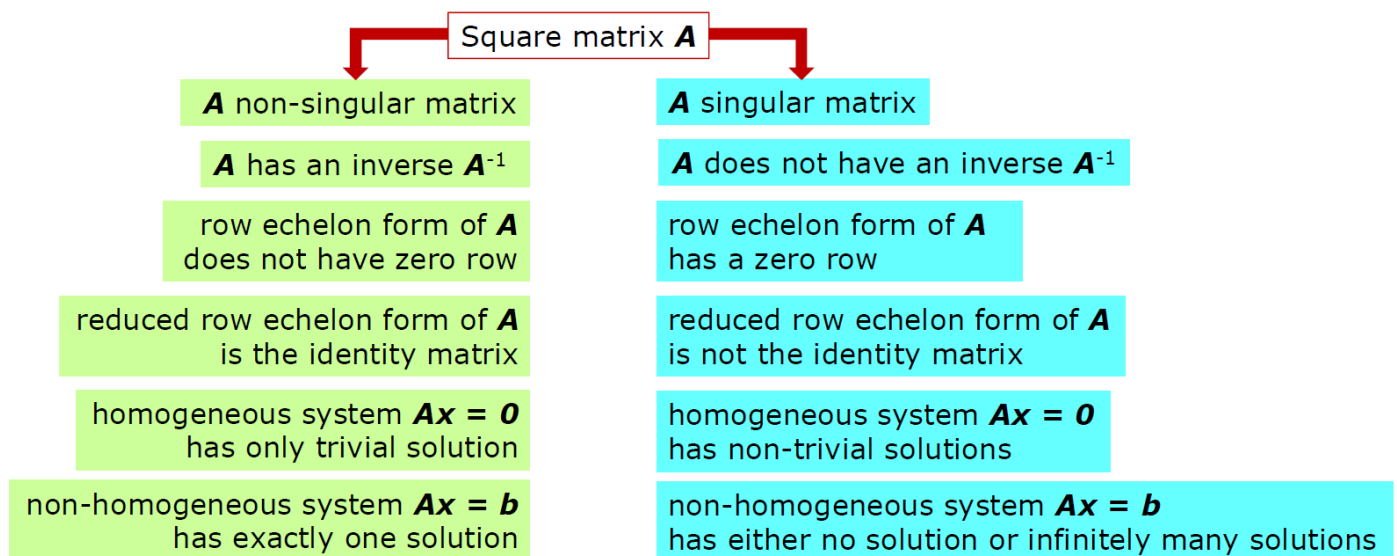 Square matrix A
A non-singular matrix
A singular matrix
A has an inverse A⁻¹
A does not have an inverse A⁻¹
row echelon form of A
does not have zero row
row echelon form of A
has a zero row
reduced row echelon form of A
is the identity matrix
reduced row echelon form of A
is not the identity matrix
homogeneous system Ax = 0
has only trivial solution
homogeneous system Ax = 0
has non-trivial solutions
non-homogeneous system Ax = b
has exactly one solution
non-homogeneous system Ax = b
has either no solution or infinitely many solutions